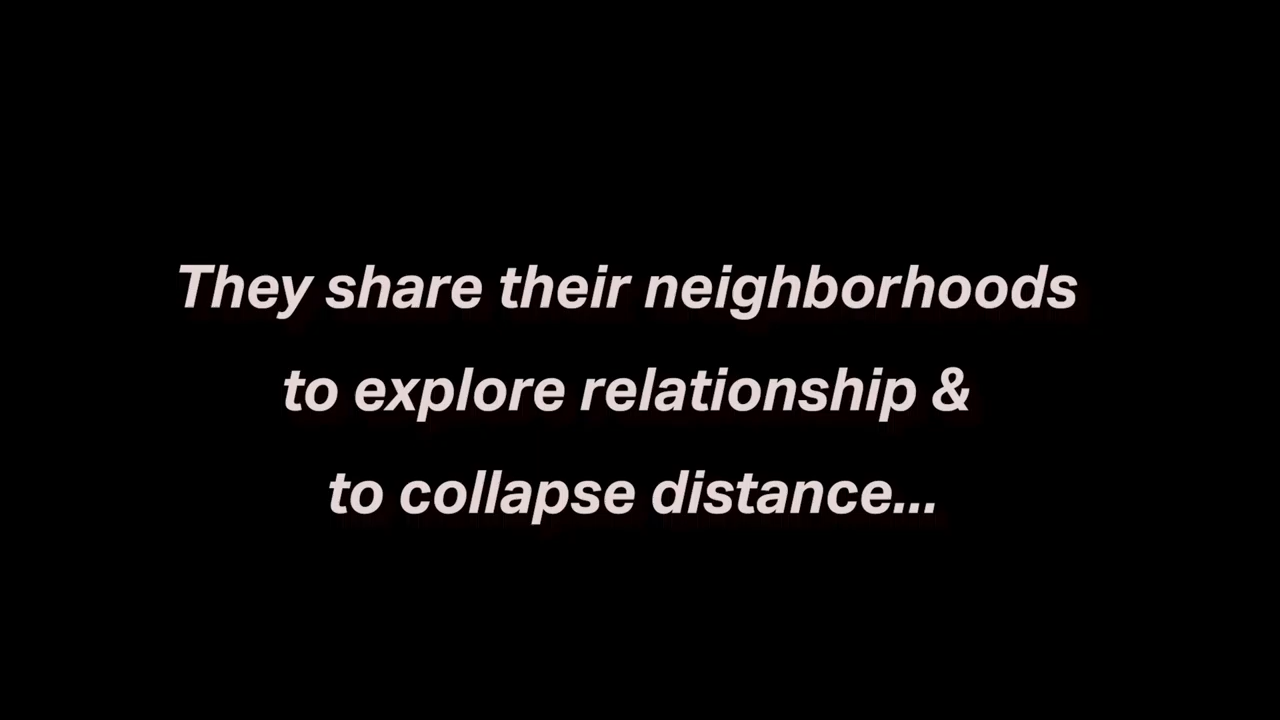 They share their neighborhoods
to explore relationship &
to collapse distance...